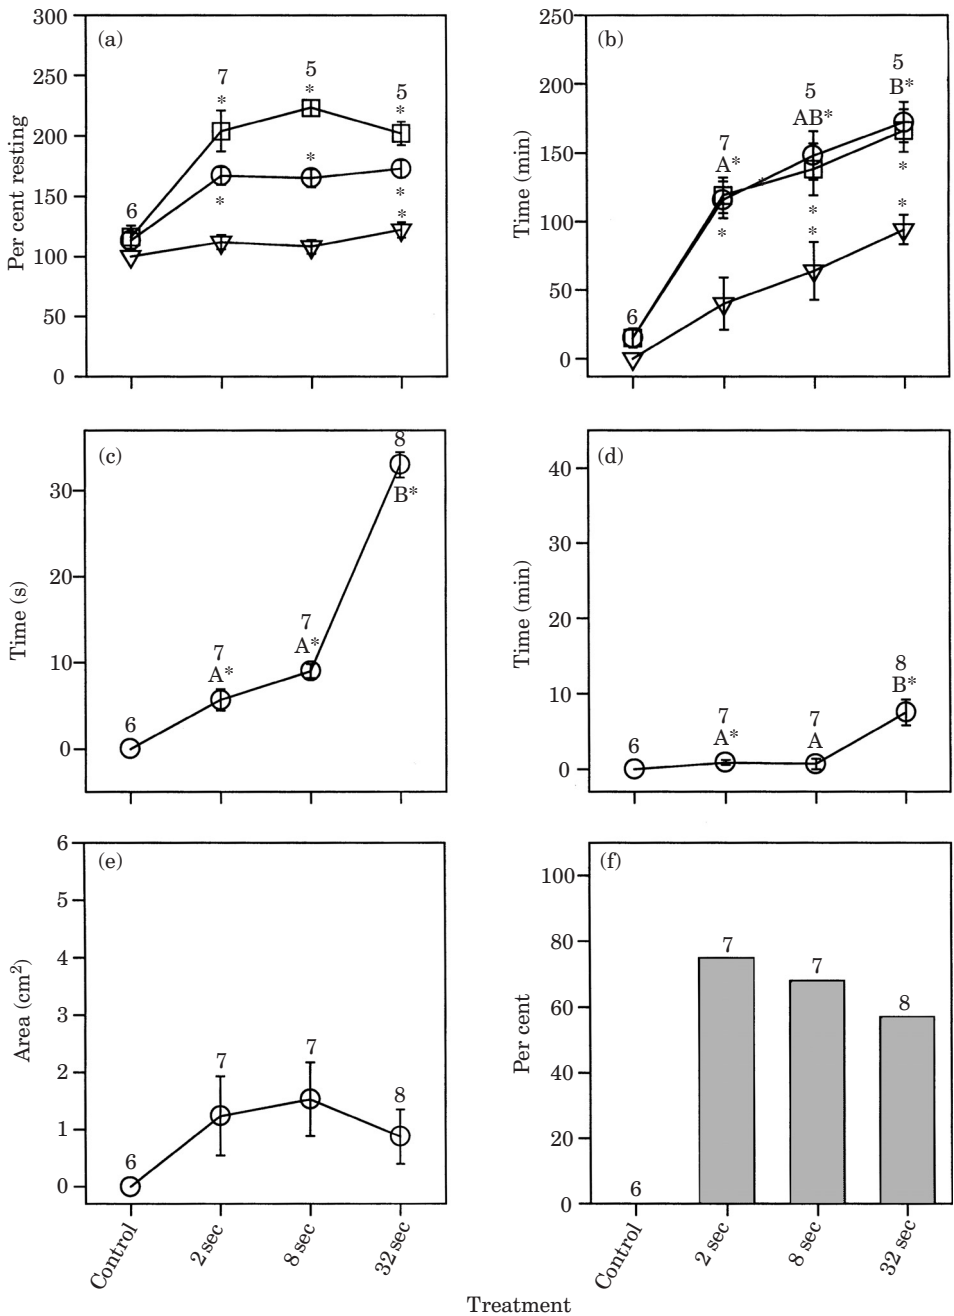 300
250
200
150
100
50
0
Per cent resting
(a)
6
7
*
*
5
*
*
5
*
*
*
250
200
150
100
50
0
Time (min)
(b)
6
7
A*
*
*
5
AB*
*
*
5
B*
*
*
30
20
10
0
Time (s)
(c)
6
7
A*
7
A*
8
B*
40
30
20
10
0
Time (min)
(d)
6
7
A*
7
A
8
B*
6
5
4
3
2
1
0
Area (cm²)
(e)
6
7
7
8
Control
2 sec
8 sec
32 sec
100
80
60
40
20
0
Per cent
(f)
6
7
7
8
Control
2 sec
8 sec
32 sec
Treatment